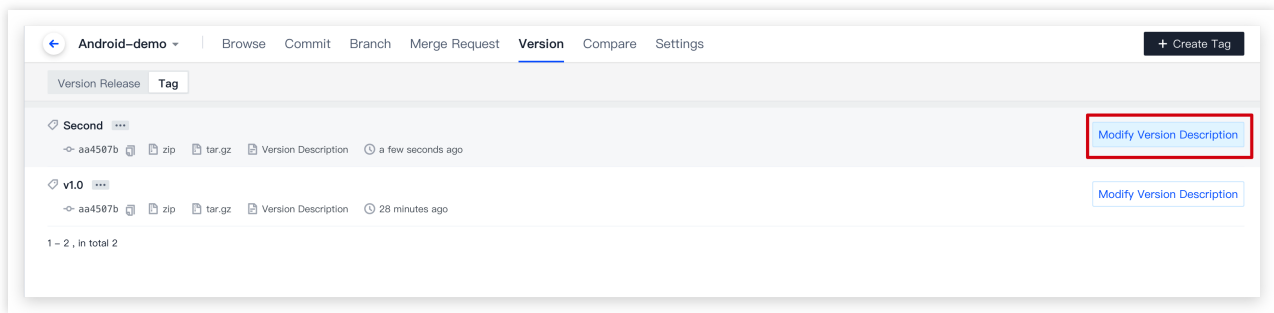 Android-demo Browse Commit Branch Merge Request Version Compare Settings + Create Tag
Version Release Tag
Second ···
Modify Version Description
aa4507b zip tar.gz Version Description a few seconds ago
v1.0 ···
Modify Version Description
aa4507b zip tar.gz Version Description 28 minutes ago
1 – 2 , in total 2